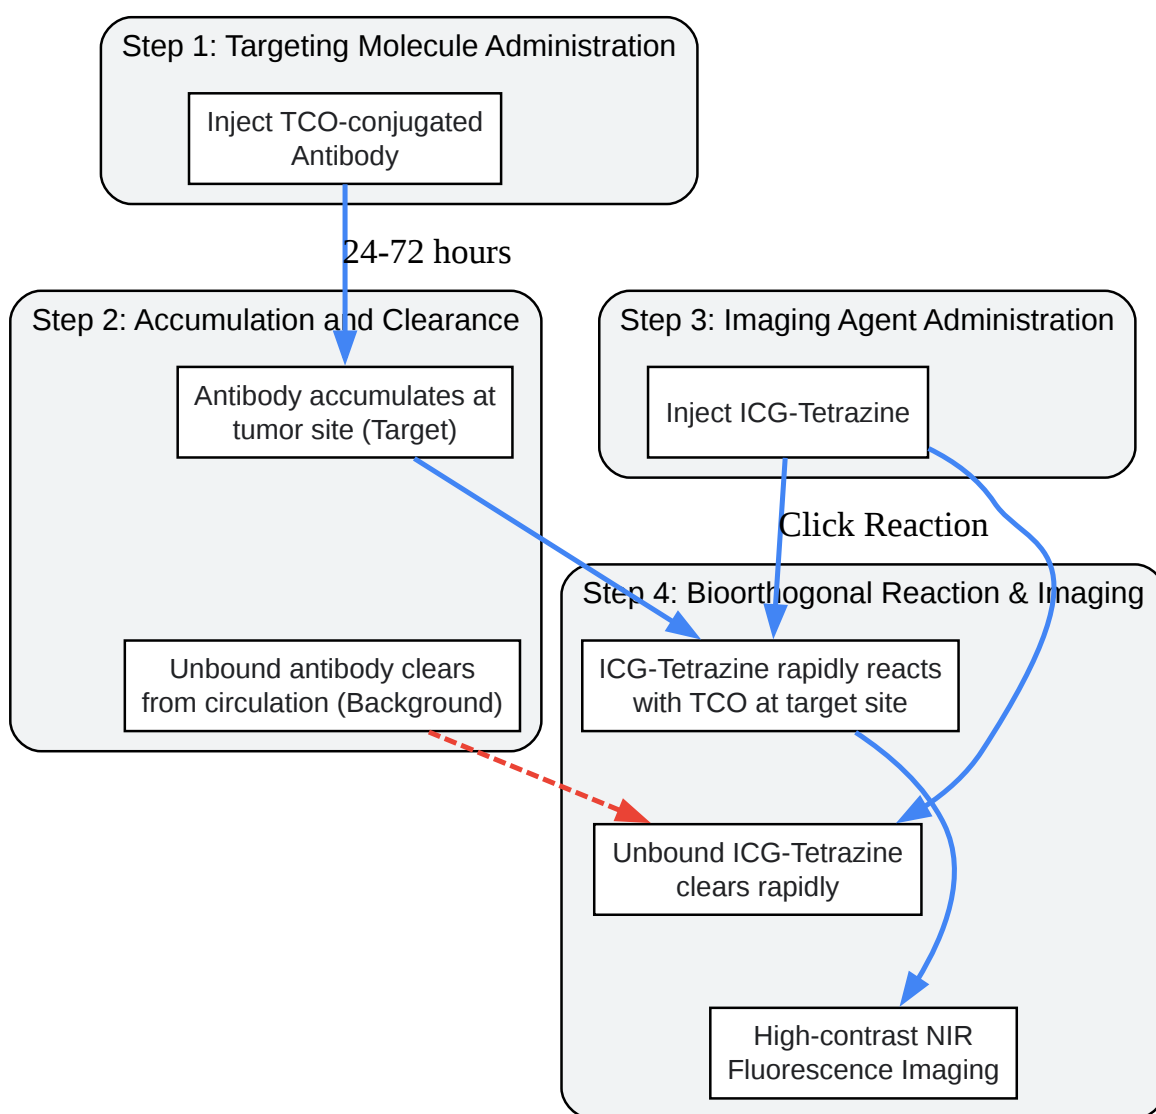 Step 1: Targeting Molecule Administration
Inject TCO-conjugated
Antibody
24-72 hours
Step 2: Accumulation and Clearance
Antibody accumulates at
tumor site (Target)
Unbound antibody clears
from circulation (Background)
Step 3: Imaging Agent Administration
Inject ICG-Tetrazine
Click Reaction
Step 4: Bioorthogonal Reaction & Imaging
ICG-Tetrazine rapidly reacts
with TCO at target site
Unbound ICG-Tetrazine
clears rapidly
High-contrast NIR
Fluorescence Imaging